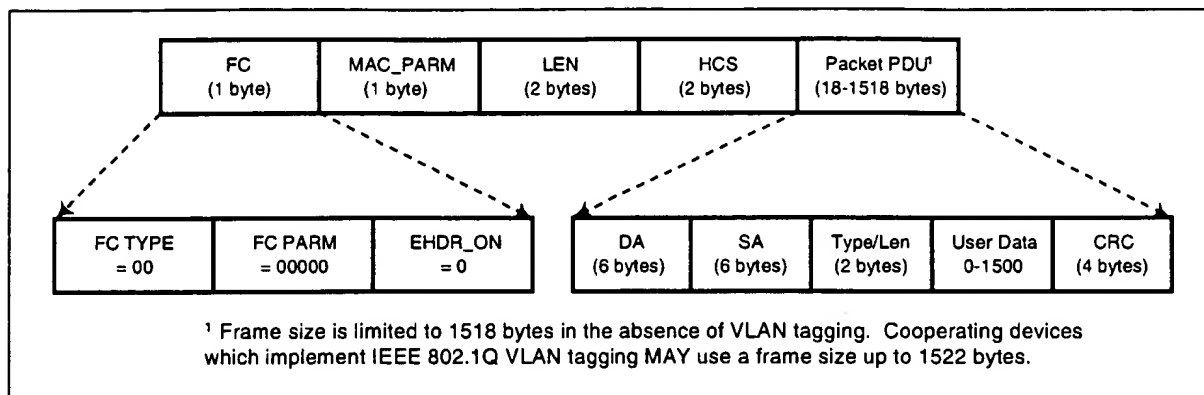 FC
(1 byte)
MAC_PARM
(1 byte)
LEN
(2 bytes)
HCS
(2 bytes)
Packet PDU¹
(18-1518 bytes)
FC TYPE
= 00
FC PARM
= 00000
EHDR_ON
= 0
DA
(6 bytes)
SA
(6 bytes)
Type/Len
(2 bytes)
User Data
0-1500
CRC
(4 bytes)
¹ Frame size is limited to 1518 bytes in the absence of VLAN tagging. Cooperating devices
which implement IEEE 802.1Q VLAN tagging MAY use a frame size up to 1522 bytes.